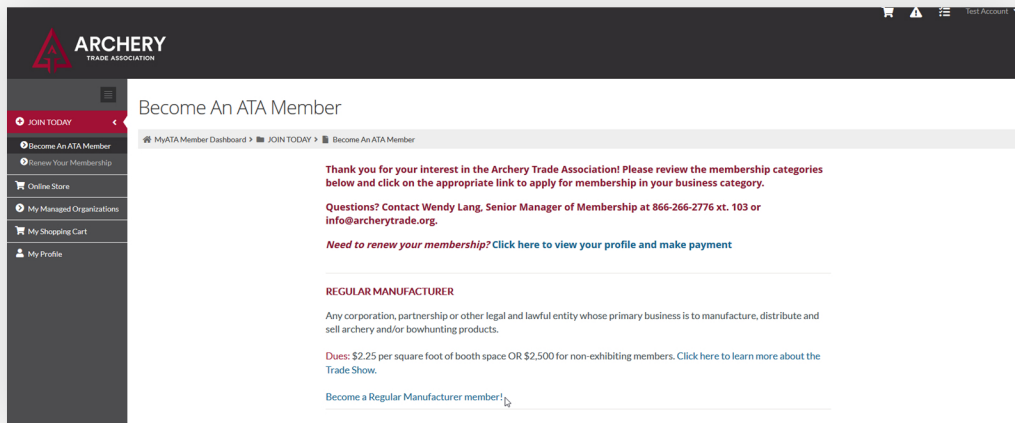 Test Account
ARCHERY
TRADE ASSOCIATION
Become An ATA Member
JOIN TODAY
Become An ATA Member
Renew Your Membership
Online Store
My Managed Organizations
My Shopping Cart
My Profile
MyATA Member Dashboard > JOIN TODAY > Become An ATA Member
Thank you for your interest in the Archery Trade Association! Please review the membership categories
below and click on the appropriate link to apply for membership in your business category.
Questions? Contact Wendy Lang, Senior Manager of Membership at 866-266-2776 xt. 103 or
info@archerytrade.org.
Need to renew your membership? Click here to view your profile and make payment
REGULAR MANUFACTURER
Any corporation, partnership or other legal and lawful entity whose primary business is to manufacture, distribute and
sell archery and/or bowhunting products.
Dues: $2.25 per square foot of booth space OR $2,500 for non-exhibiting members. Click here to learn more about the
Trade Show.
Become a Regular Manufacturer member!